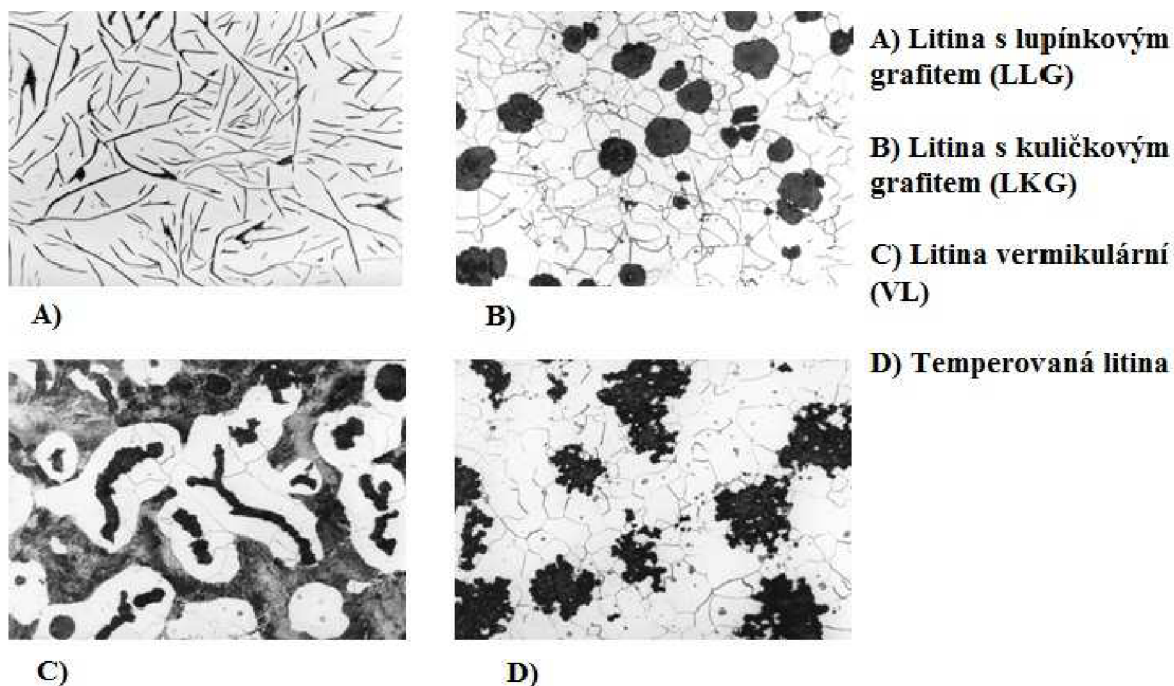 A) Litina s lupínkovým
grafitem (LLG)
B) Litina s kuličkovým
grafitem (LKG)
C) Litina vermikulární
(VL)
D) Temperovaná litina
A)
B)
C)
D)